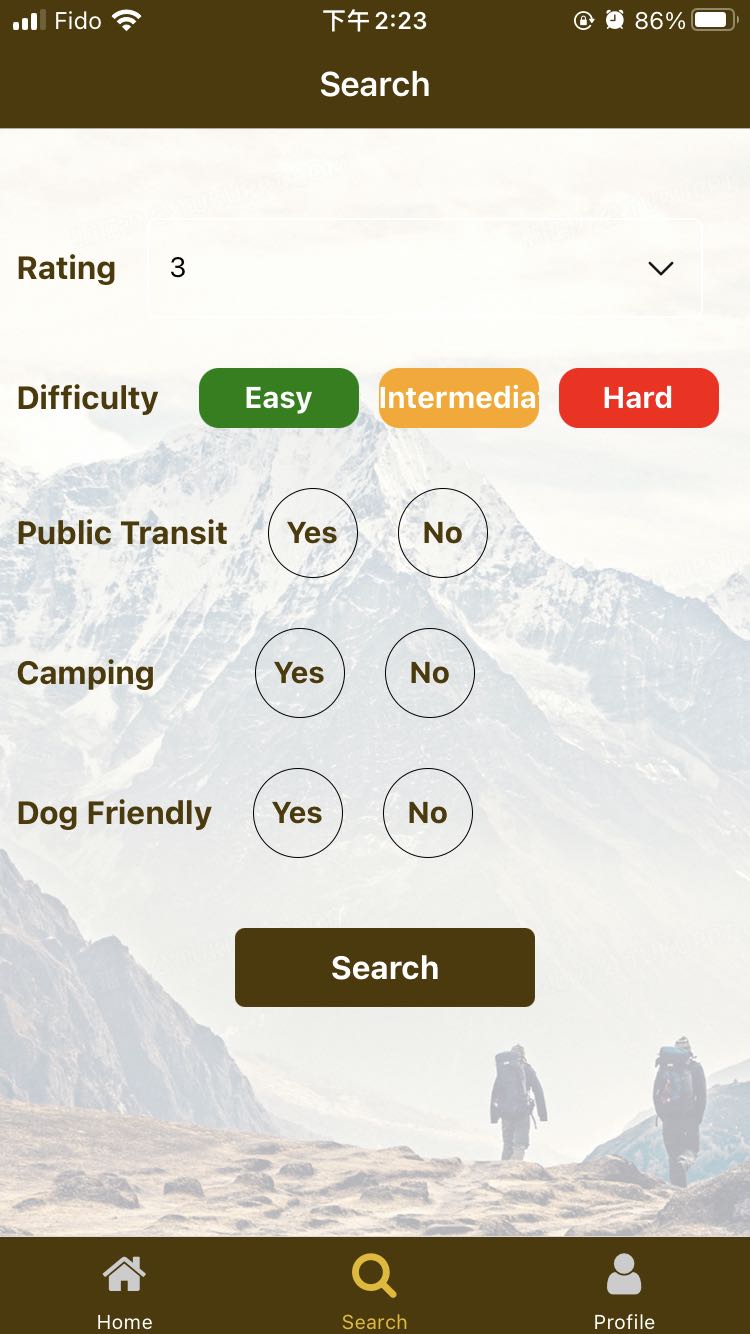 Fido 下午2:23 86%
Search
Rating 3
Difficulty Easy Intermedia Hard
Public Transit Yes No
Camping Yes No
Dog Friendly Yes No
Search
Home Search Profile